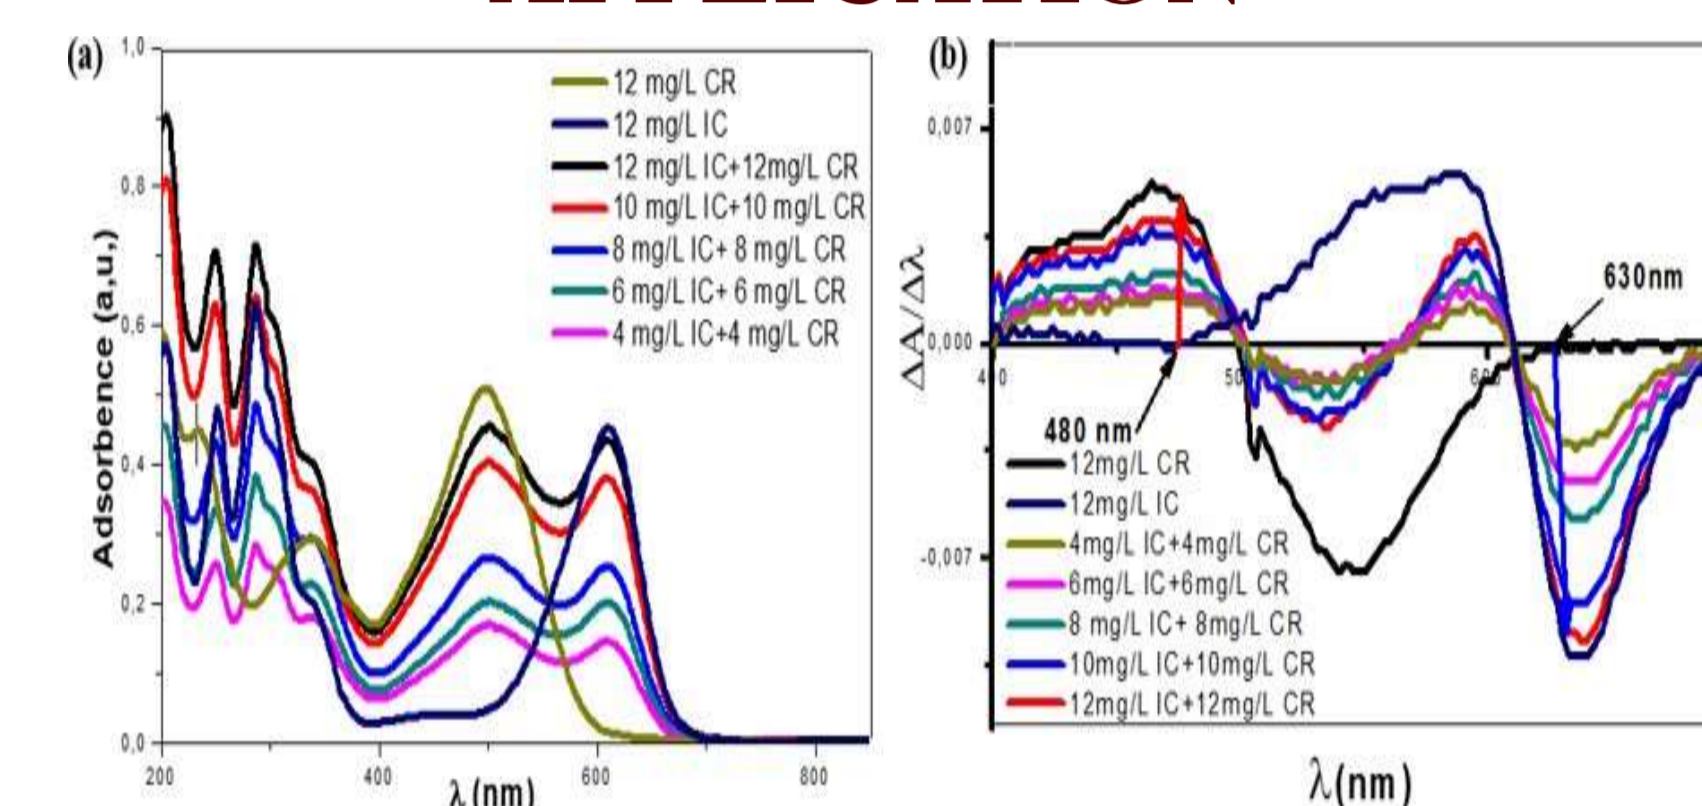 (a)
1,0
0,8
0,6
0,4
0,2
0,0
Adsorbence (a,u,)
200
400
600
800
λ (nm)
12 mg/L CR
12 mg/L IC
12 mg/L IC+12mg/L CR
10 mg/L IC+10 mg/L CR
8 mg/L IC+ 8 mg/L CR
6 mg/L IC+ 6 mg/L CR
4 mg/L IC+4 mg/L CR
(b)
0,007
0,000
-0,007
ΔA/Δλ
630nm
480 nm
12mg/L CR
12mg/L IC
4mg/L IC+4mg/L CR
6mg/L IC+6mg/L CR
8 mg/L IC+ 8mg/L CR
10mg/L IC+10mg/L CR
12mg/L IC+12mg/L CR
λ(nm)